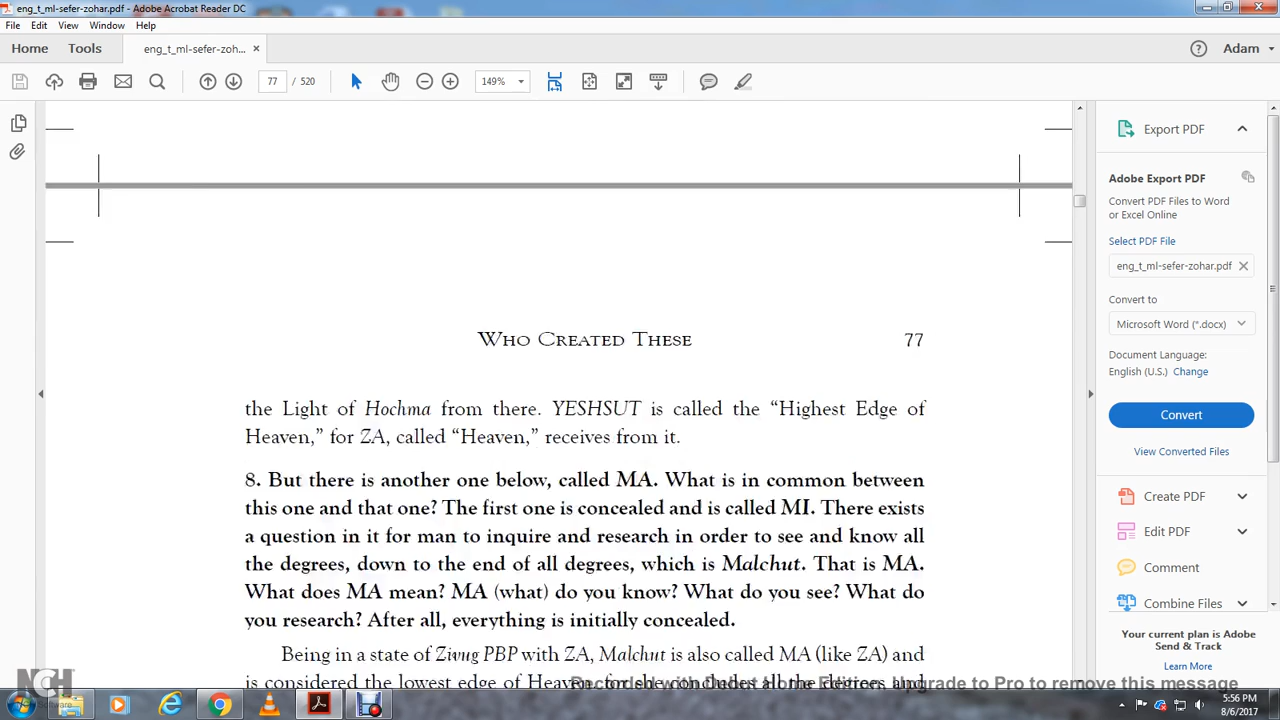 eng_t_ml-sefer-zohar.pdf - Adobe Acrobat Reader DC
File Edit View Window Help
Home Tools eng_t_ml-sefer-zoh... × Adam
77 / 520 149%
Export PDF
Adobe Export PDF
Convert PDF Files to Word
or Excel Online
Select PDF File
eng_t_ml-sefer-zohar.pdf
Convert to
Microsoft Word (*.docx)
Document Language:
English (U.S.) Change
Convert
View Converted Files
Create PDF
Edit PDF
Comment
Combine Files
Your current plan is Adobe
Send & Track
Learn More
Who Created These 77
the Light of Hochma from there. YESHSUT is called the “Highest Edge of
Heaven,” for ZA, called “Heaven,” receives from it.
8. But there is another one below, called MA. What is in common between
this one and that one? The first one is concealed and is called MI. There exists
a question in it for man to inquire and research in order to see and know all
the degrees, down to the end of all degrees, which is Malchut. That is MA.
What does MA mean? MA (what) do you know? What do you see? What do
you research? After all, everything is initially concealed.
Being in a state of Zivug PBP with ZA, Malchut is also called MA (like ZA) and
is considered the lowest edge of Heaven, for she concludes all the degrees and
NCH
Software
Recorded with Debut Home Edition. Upgrade to Pro to remove this message
5:56 PM
8/6/2017